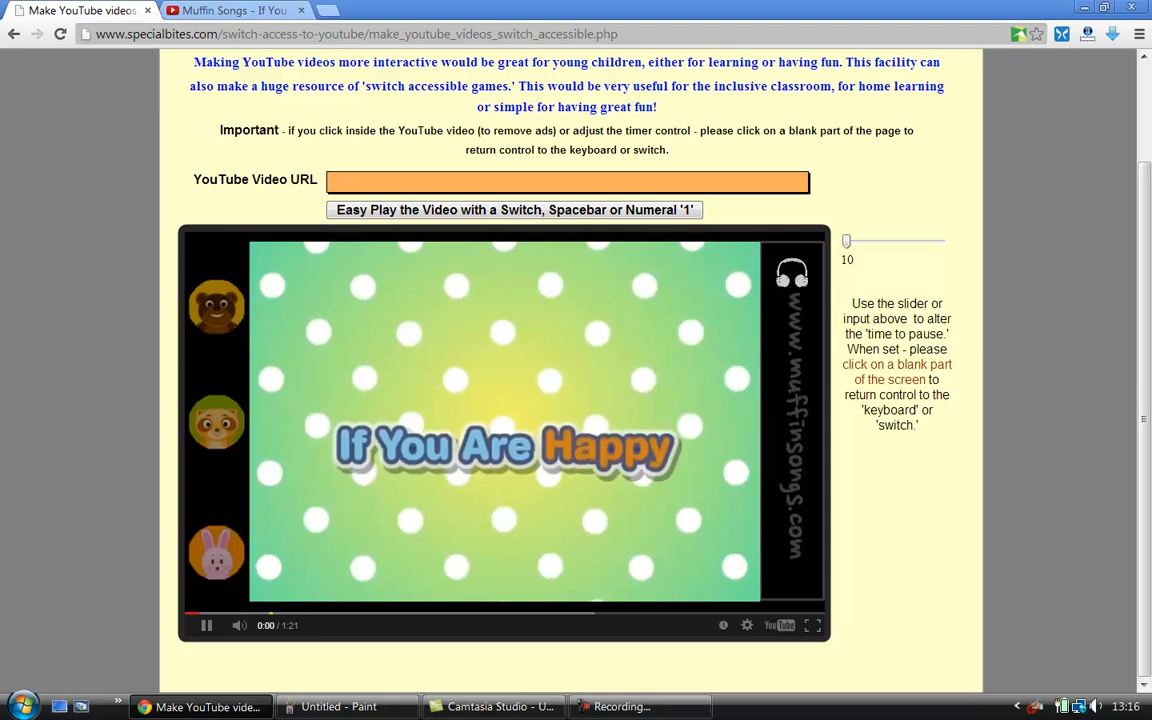 Make YouTube videos
Muffin Songs - If You
www.specialbites.com/switch-access-to-youtube/make_youtube_videos_switch_accessible.php
Making YouTube videos more interactive would be great for young children, either for learning or having fun. This facility can
also make a huge resource of 'switch accessible games.' This would be very useful for the inclusive classroom, for home learning
or simple for having great fun!
Important - if you click inside the YouTube video (to remove ads) or adjust the timer control - please click on a blank part of the page to
return control to the keyboard or switch.
YouTube Video URL
Easy Play the Video with a Switch, Spacebar or Numeral '1'
10
Use the slider or
input above to alter
the 'time to pause.'
When set - please
click on a blank part
of the screen to
return control to the
'keyboard' or
'switch.'
If You Are Happy
www.muffinsongs.com
0:00 / 1:21
YouTube
Make YouTube vide...
Untitled - Paint
Camtasia Studio - U...
Recording...
13:16